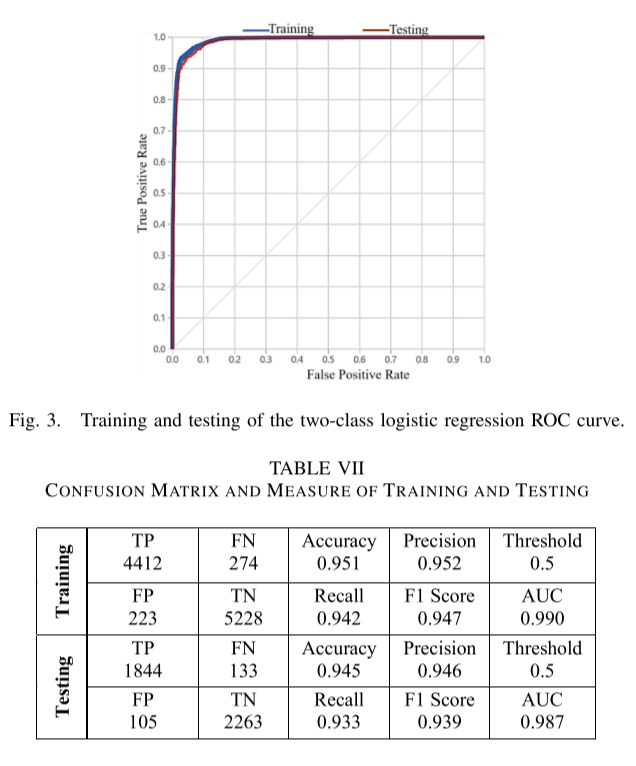 Training Testing
1.0
0.9
0.8
0.7
0.6
0.5
0.4
0.3
0.2
0.1
0.0
True Positive Rate
0.0 0.1 0.2 0.3 0.4 0.5 0.6 0.7 0.8 0.9 1.0
False Positive Rate
Fig. 3. Training and testing of the two-class logistic regression ROC curve.
TABLE VII
CONFUSION MATRIX AND MEASURE OF TRAINING AND TESTING
Training
TP FN Accuracy Precision Threshold
4412 274 0.951 0.952 0.5
FP TN Recall F1 Score AUC
223 5228 0.942 0.947 0.990
Testing
TP FN Accuracy Precision Threshold
1844 133 0.945 0.946 0.5
FP TN Recall F1 Score AUC
105 2263 0.933 0.939 0.987